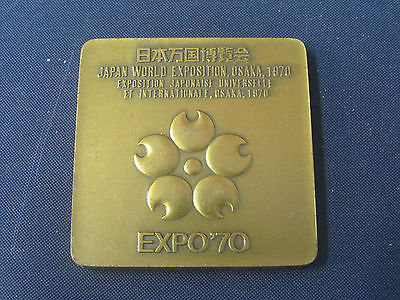 日本万国博覧会
JAPAN WORLD EXPOSITION, OSAKA, 1970
EXPOSITION JAPONAISE UNIVERSELLE
ET INTERNATIONALE, OSAKA, 1970
EXPO'70